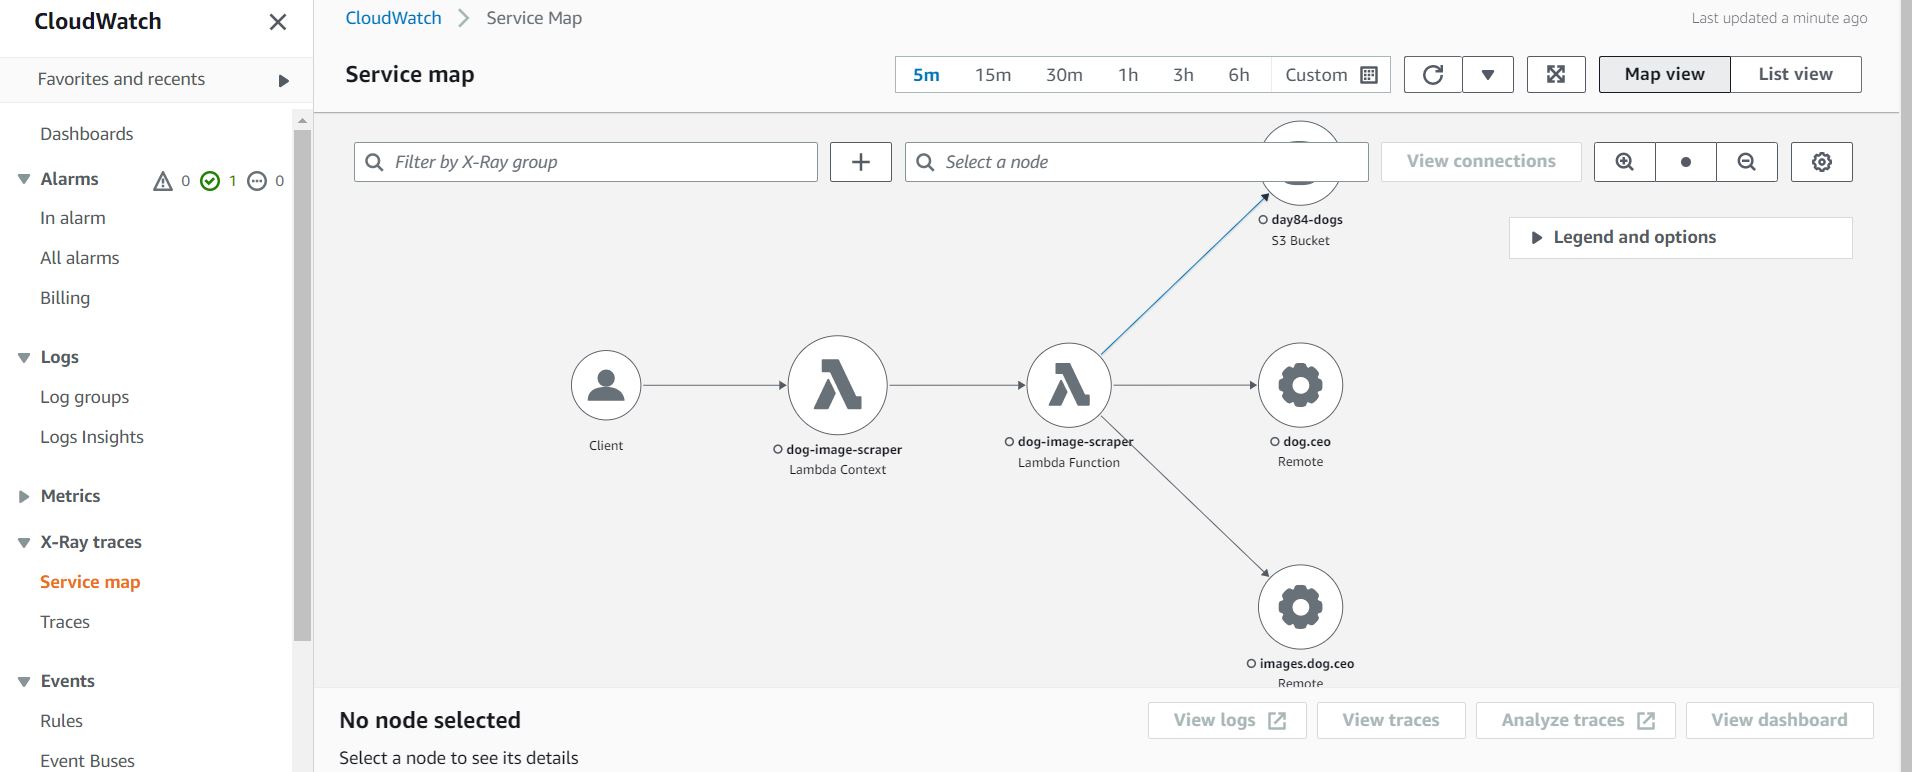 CloudWatch
Favorites and recents
Dashboards
Alarms 0 1 0
In alarm
All alarms
Billing
Logs
Log groups
Logs Insights
Metrics
X-Ray traces
Service map
Traces
Events
Rules
Event Buses
CloudWatch Service Map
Last updated a minute ago
Service map
5m 15m 30m 1h 3h 6h Custom
Map view List view
Filter by X-Ray group
Select a node
View connections
Legend and options
day84-dogs
S3 Bucket
Client
dog-image-scraper
Lambda Context
dog-image-scraper
Lambda Function
dog.ceo
Remote
images.dog.ceo
Remote
No node selected
View logs View traces Analyze traces View dashboard
Select a node to see its details